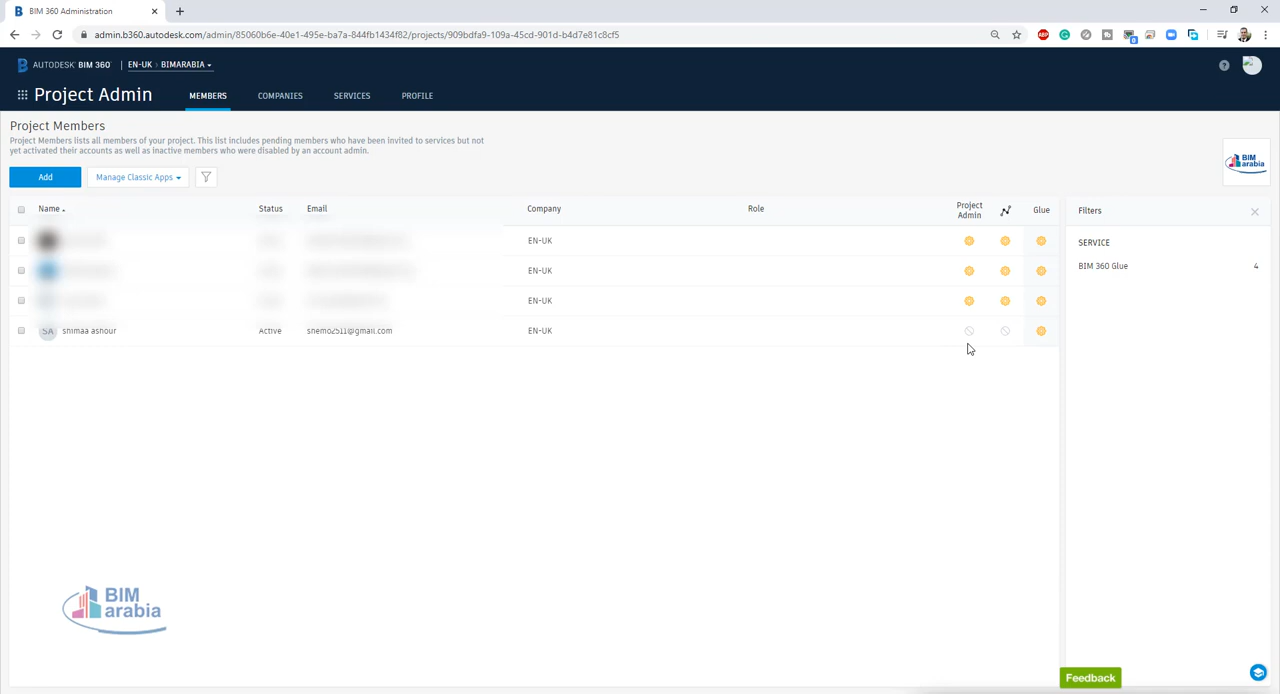 BIM 360 Administration
admin.b360.autodesk.com/admin/85060b6e-40e1-495e-ba7a-844fb1434f82/projects/909bdfa9-109a-45cd-901d-b4d7e81c8cf5
AUTODESK® BIM 360® EN-UK > BIMARABIA
Project Admin MEMBERS COMPANIES SERVICES PROFILE
Project Members
Project Members lists all members of your project. This list includes pending members who have been invited to services but not
yet activated their accounts as well as inactive members who were disabled by an account admin.
Add Manage Classic Apps
BIM
arabia
Name Status Email Company Role Project Admin Glue
EN-UK
EN-UK
EN-UK
SA shimaa ashour Active shemo2511@gmail.com EN-UK
Filters
SERVICE
BIM 360 Glue 4
BIM
arabia
Feedback